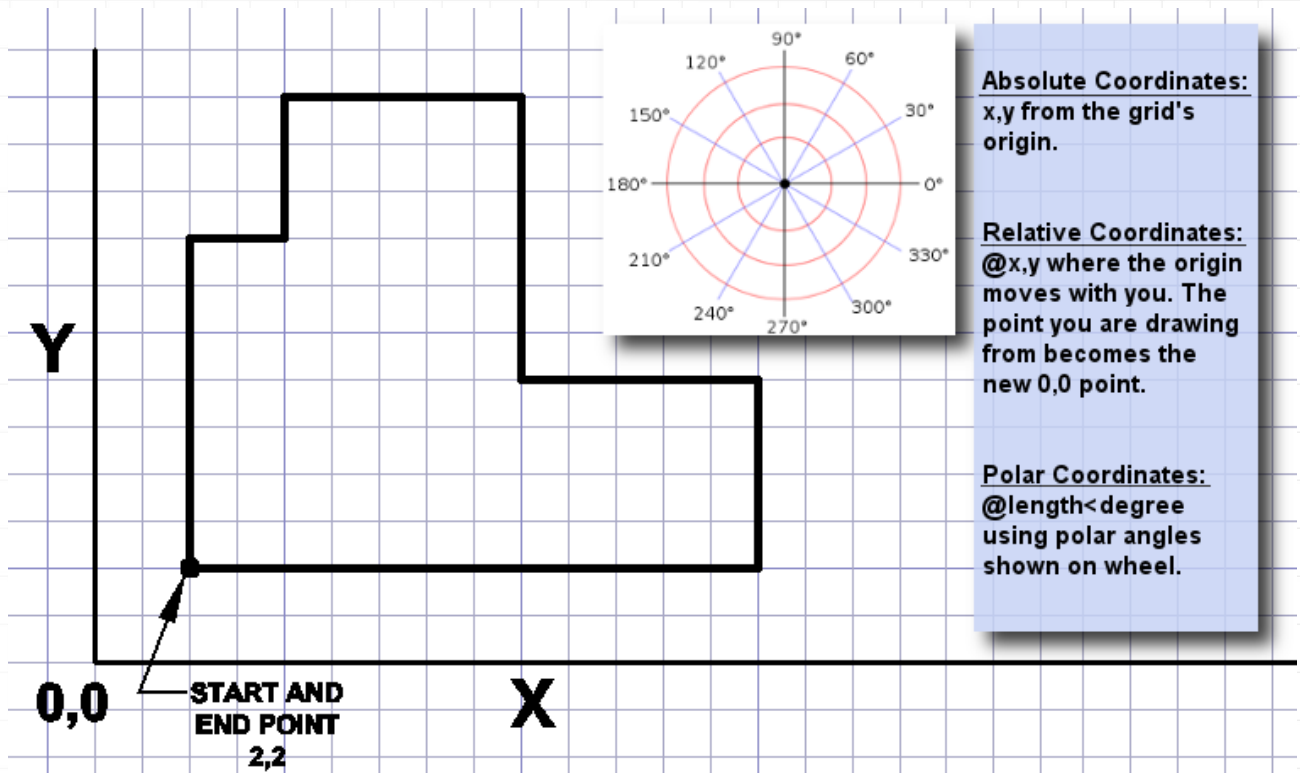 90°
120°
60°
150°
30°
180°
0°
210°
330°
240°
300°
270°
Absolute Coordinates:
x,y from the grid's
origin.
Relative Coordinates:
@x,y where the origin
moves with you. The
point you are drawing
from becomes the
new 0,0 point.
Polar Coordinates:
@length<degree
using polar angles
shown on wheel.
Y
0,0
START AND
END POINT
2,2
X